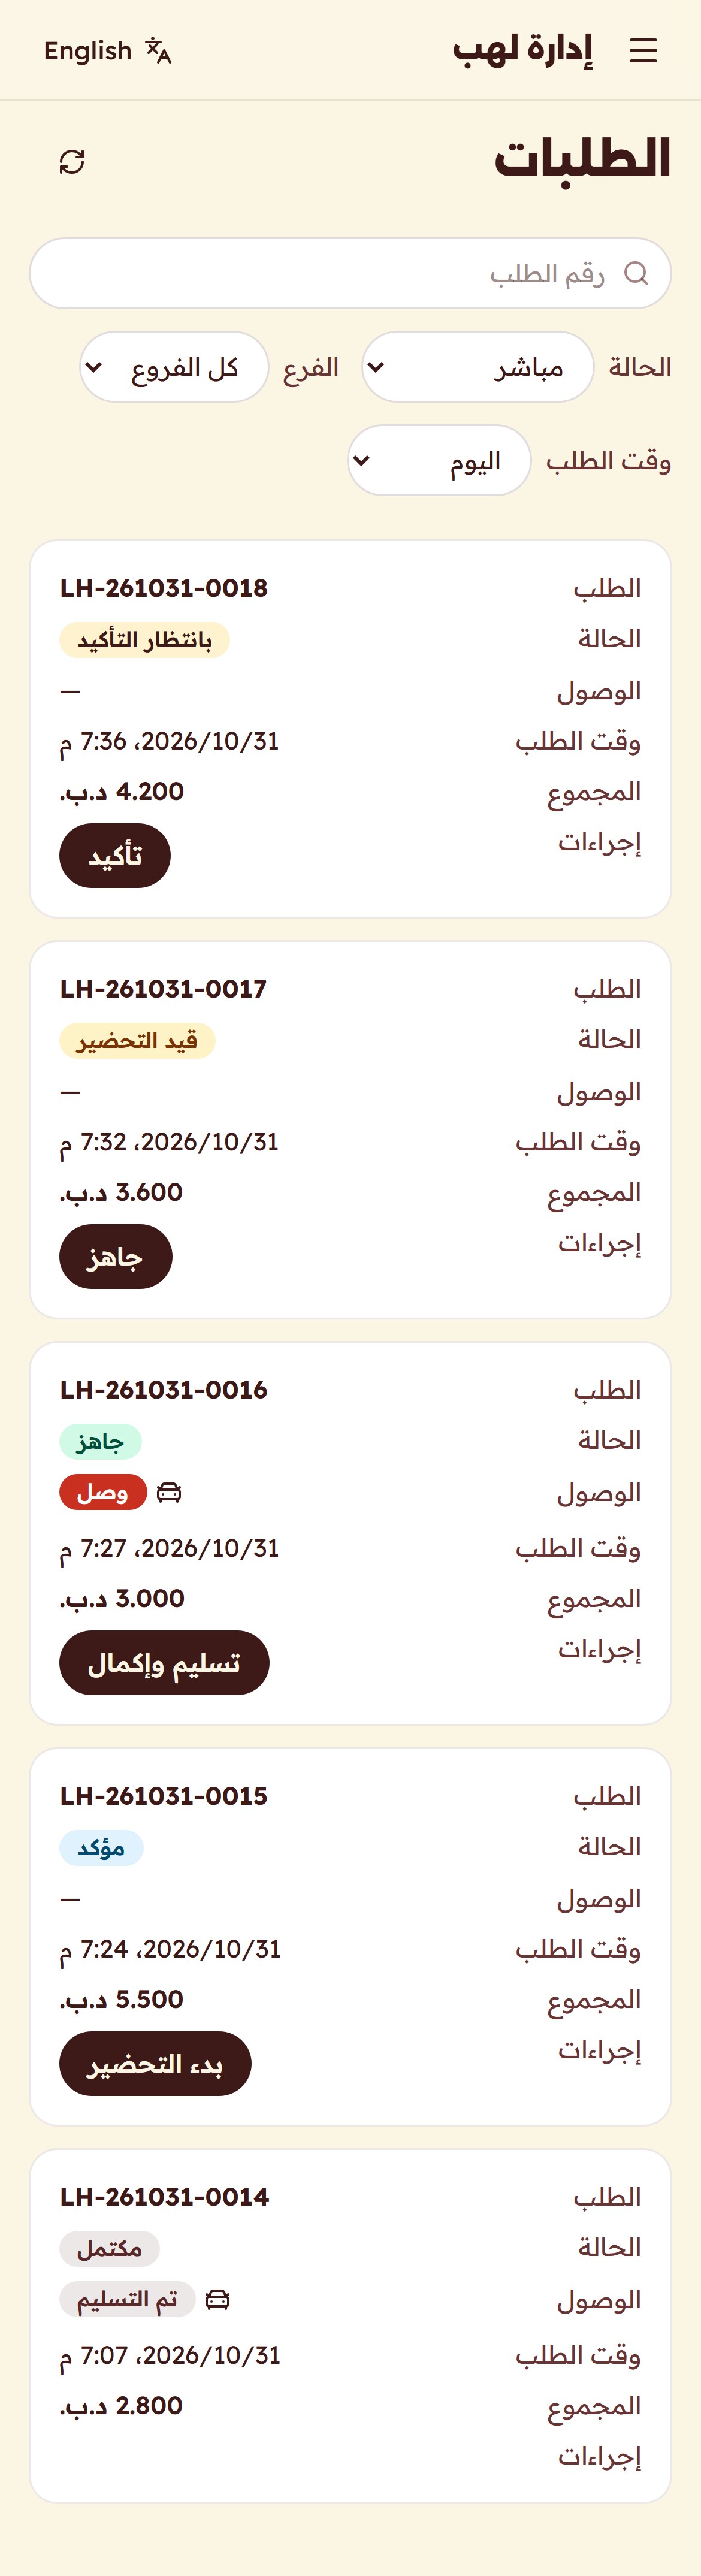 إدارة لهب
English
الطلبات
رقم الطلب
الحالة مباشر الفرع كل الفروع
وقت الطلب اليوم
الطلب LH-261031-0018
الحالة بانتظار التأكيد
الوصول —
وقت الطلب 2026/10/31، 7:36 م
المجموع 4.200 د.ب.
إجراءات تأكيد
الطلب LH-261031-0017
الحالة قيد التحضير
الوصول —
وقت الطلب 2026/10/31، 7:32 م
المجموع 3.600 د.ب.
إجراءات جاهز
الطلب LH-261031-0016
الحالة جاهز
الوصول وصل
وقت الطلب 2026/10/31، 7:27 م
المجموع 3.000 د.ب.
إجراءات تسليم وإكمال
الطلب LH-261031-0015
الحالة مؤكد
الوصول —
وقت الطلب 2026/10/31، 7:24 م
المجموع 5.500 د.ب.
إجراءات بدء التحضير
الطلب LH-261031-0014
الحالة مكتمل
الوصول تم التسليم
وقت الطلب 2026/10/31، 7:07 م
المجموع 2.800 د.ب.
إجراءات